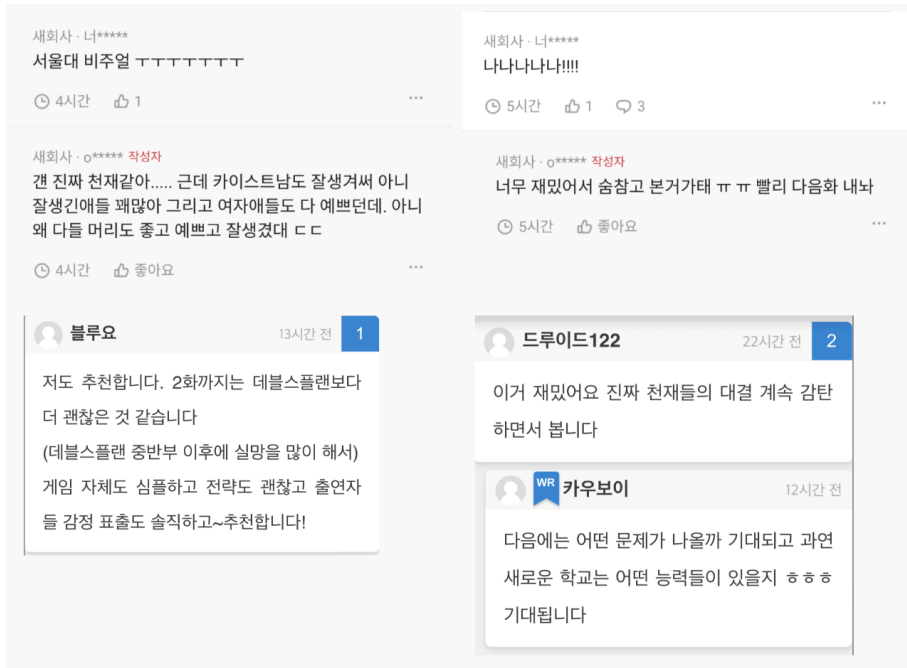 새회사 · 너*****
서울대 비주얼 ㅜㅜㅜㅜㅜㅜㅜ
4시간 1
새회사 · o***** 작성자
걘 진짜 천재같아..... 근데 카이스트남도 잘생겨써 아니
잘생긴애들 꽤많아 그리고 여자애들도 다 예쁘던데. 아니
왜 다들 머리도 좋고 예쁘고 잘생겼대 ㄷㄷ
4시간 좋아요
블루요 13시간 전 1
저도 추천합니다. 2화까지는 데블스플랜보다
더 괜찮은 것 같습니다
(데블스플랜 중반부 이후에 실망을 많이 해서)
게임 자체도 심플하고 전략도 괜찮고 출연자
들 감정 표출도 솔직하고~추천합니다!
새회사 · 너*****
나나나나나!!!!
5시간 1 3
새회사 · o***** 작성자
너무 재밌어서 숨참고 본거가태 ㅠ ㅠ 빨리 다음화 내놔
5시간 좋아요
드루이드122 22시간 전 2
이거 재밌어요 진짜 천재들의 대결 계속 감탄
하면서 봅니다
WR 카우보이 12시간 전
다음에는 어떤 문제가 나올까 기대되고 과연
새로운 학교는 어떤 능력들이 있을지 ㅎㅎㅎ
기대됩니다